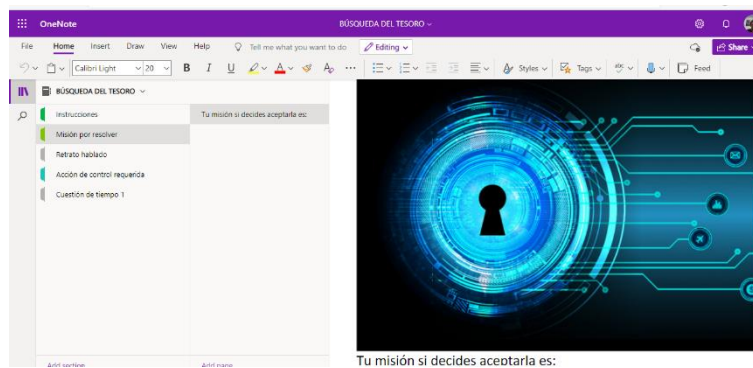 OneNote
BÚSQUEDA DEL TESORO
File Home Insert Draw View Help Tell me what you want to do Editing
Share
Calibri Light 20 B I U A Styles Tags abc Feed
BÚSQUEDA DEL TESORO
Instrucciones
Misión por resolver
Retrato hablado
Acción de control requerida
Cuestión de tiempo 1
Tu misión si decides aceptarla es:
Tu misión si decides aceptarla es:
Add section
Add page